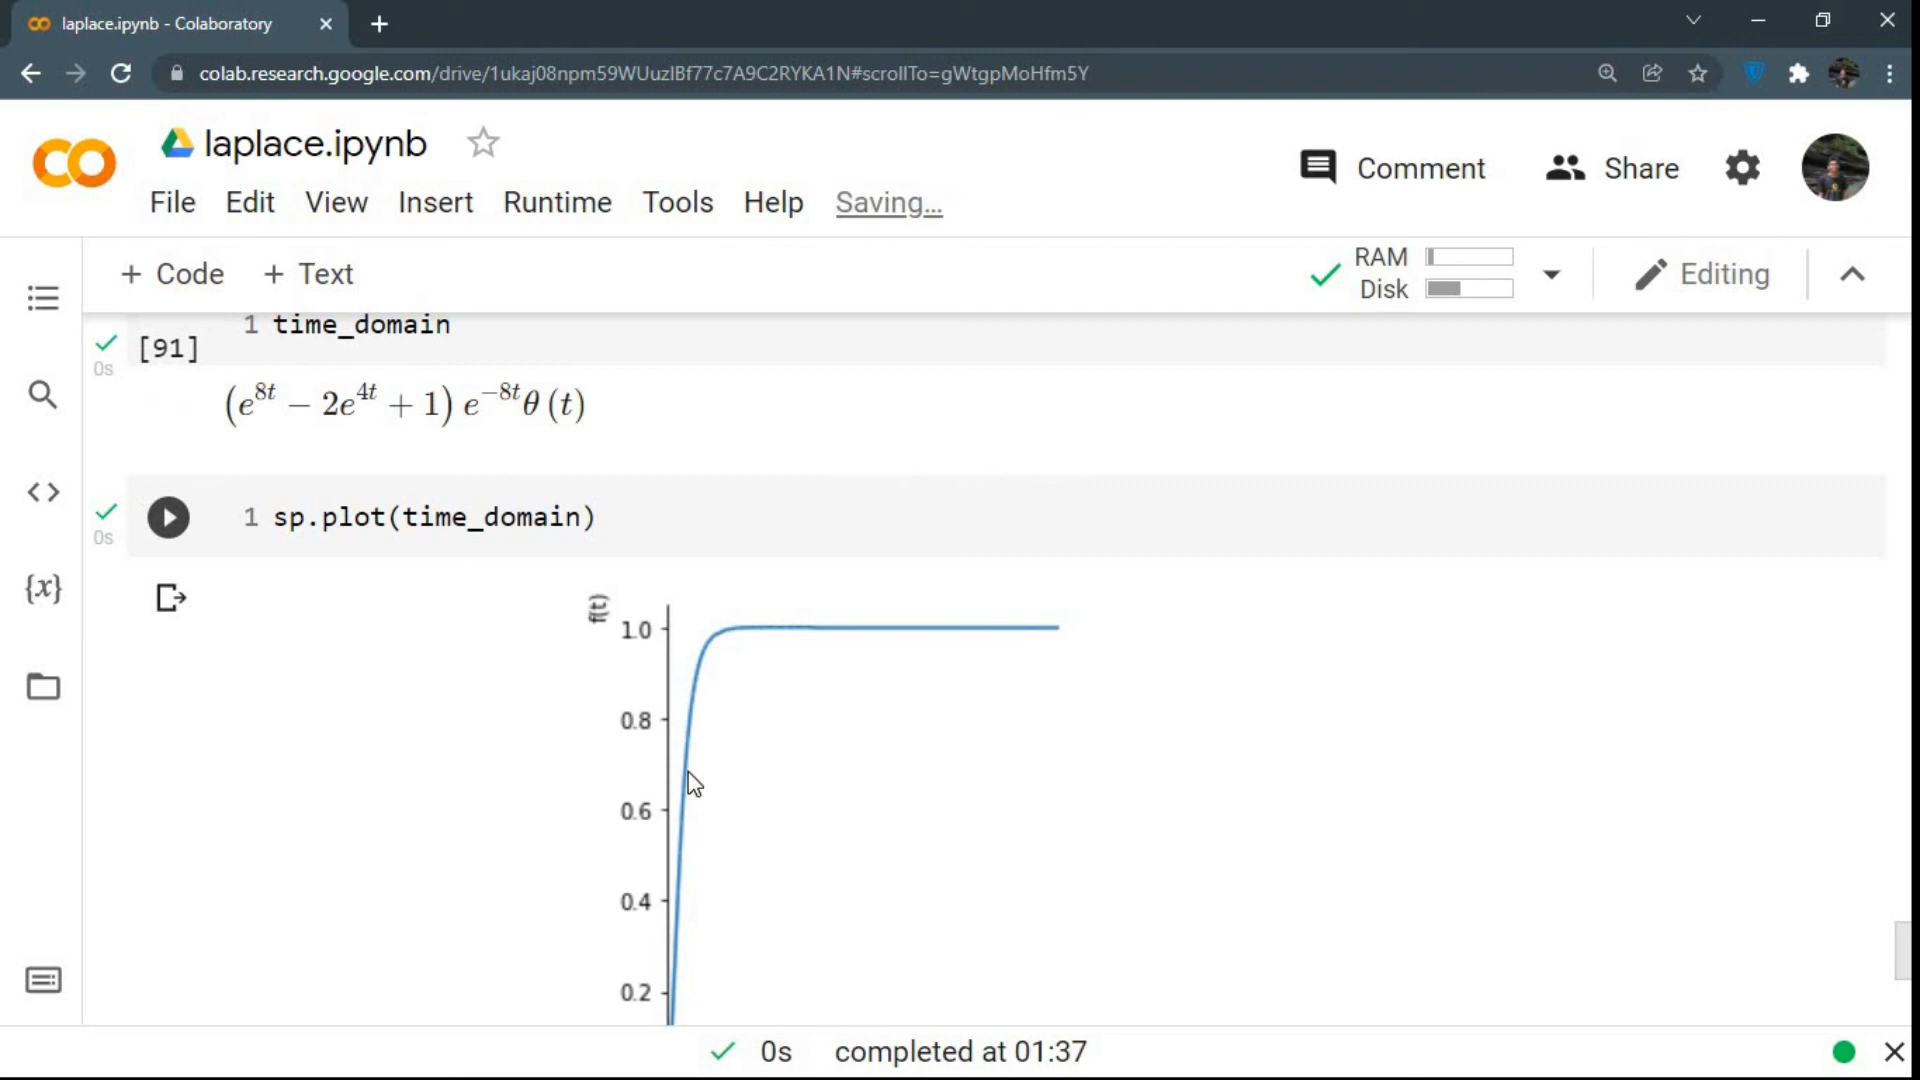 laplace.ipynb - Colaboratory
colab.research.google.com/drive/1ukaj08npm59WUuzlBf77c7A9C2RYKA1N#scrollTo=gWtgpMoHfm5Y
laplace.ipynb
Comment
Share
File Edit View Insert Runtime Tools Help Saving...
+ Code + Text
RAM
Disk
Editing
1 time_domain
[91]
0s
(e^{8t} − 2e^{4t} + 1) e^{−8t}θ (t)
1 sp.plot(time_domain)
0s
{x}
f(t)
1.0
0.8
0.6
0.4
0.2
0s completed at 01:37